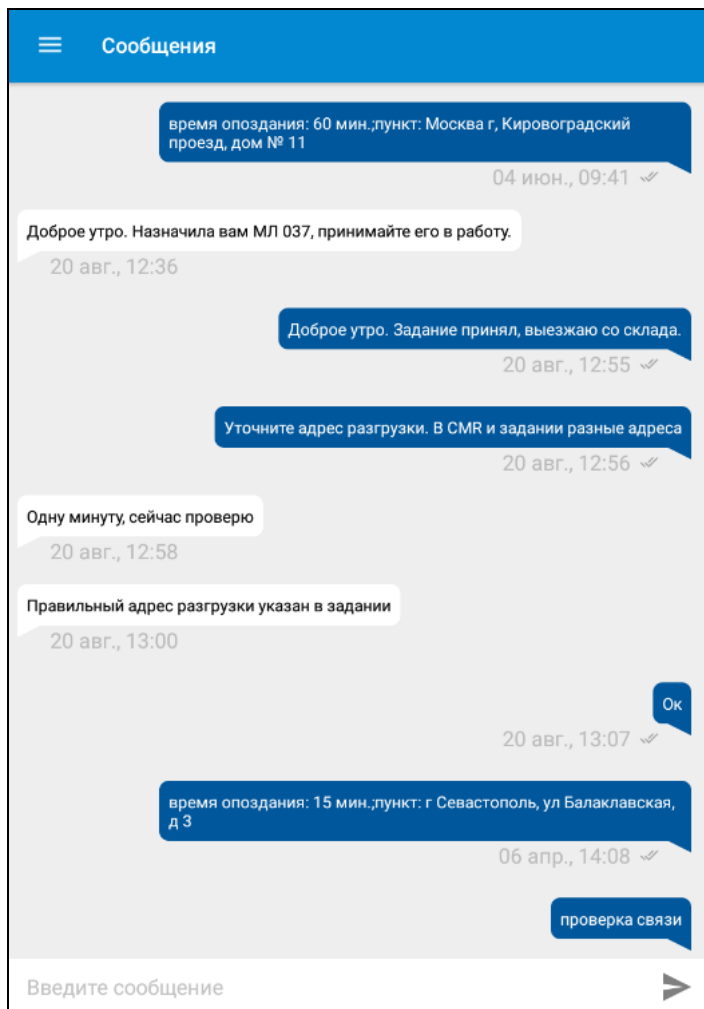 Сообщения
время опоздания: 60 мин.;пункт: Москва г, Кировоградский
проезд, дом № 11
04 июн., 09:41
Доброе утро. Назначила вам МЛ 037, принимайте его в работу.
20 авг., 12:36
Доброе утро. Задание принял, выезжаю со склада.
20 авг., 12:55
Уточните адрес разгрузки. В CMR и задании разные адреса
20 авг., 12:56
Одну минуту, сейчас проверю
20 авг., 12:58
Правильный адрес разгрузки указан в задании
20 авг., 13:00
Ок
20 авг., 13:07
время опоздания: 15 мин.;пункт: г Севастополь, ул Балаклавская,
д 3
06 апр., 14:08
проверка связи
Введите сообщение